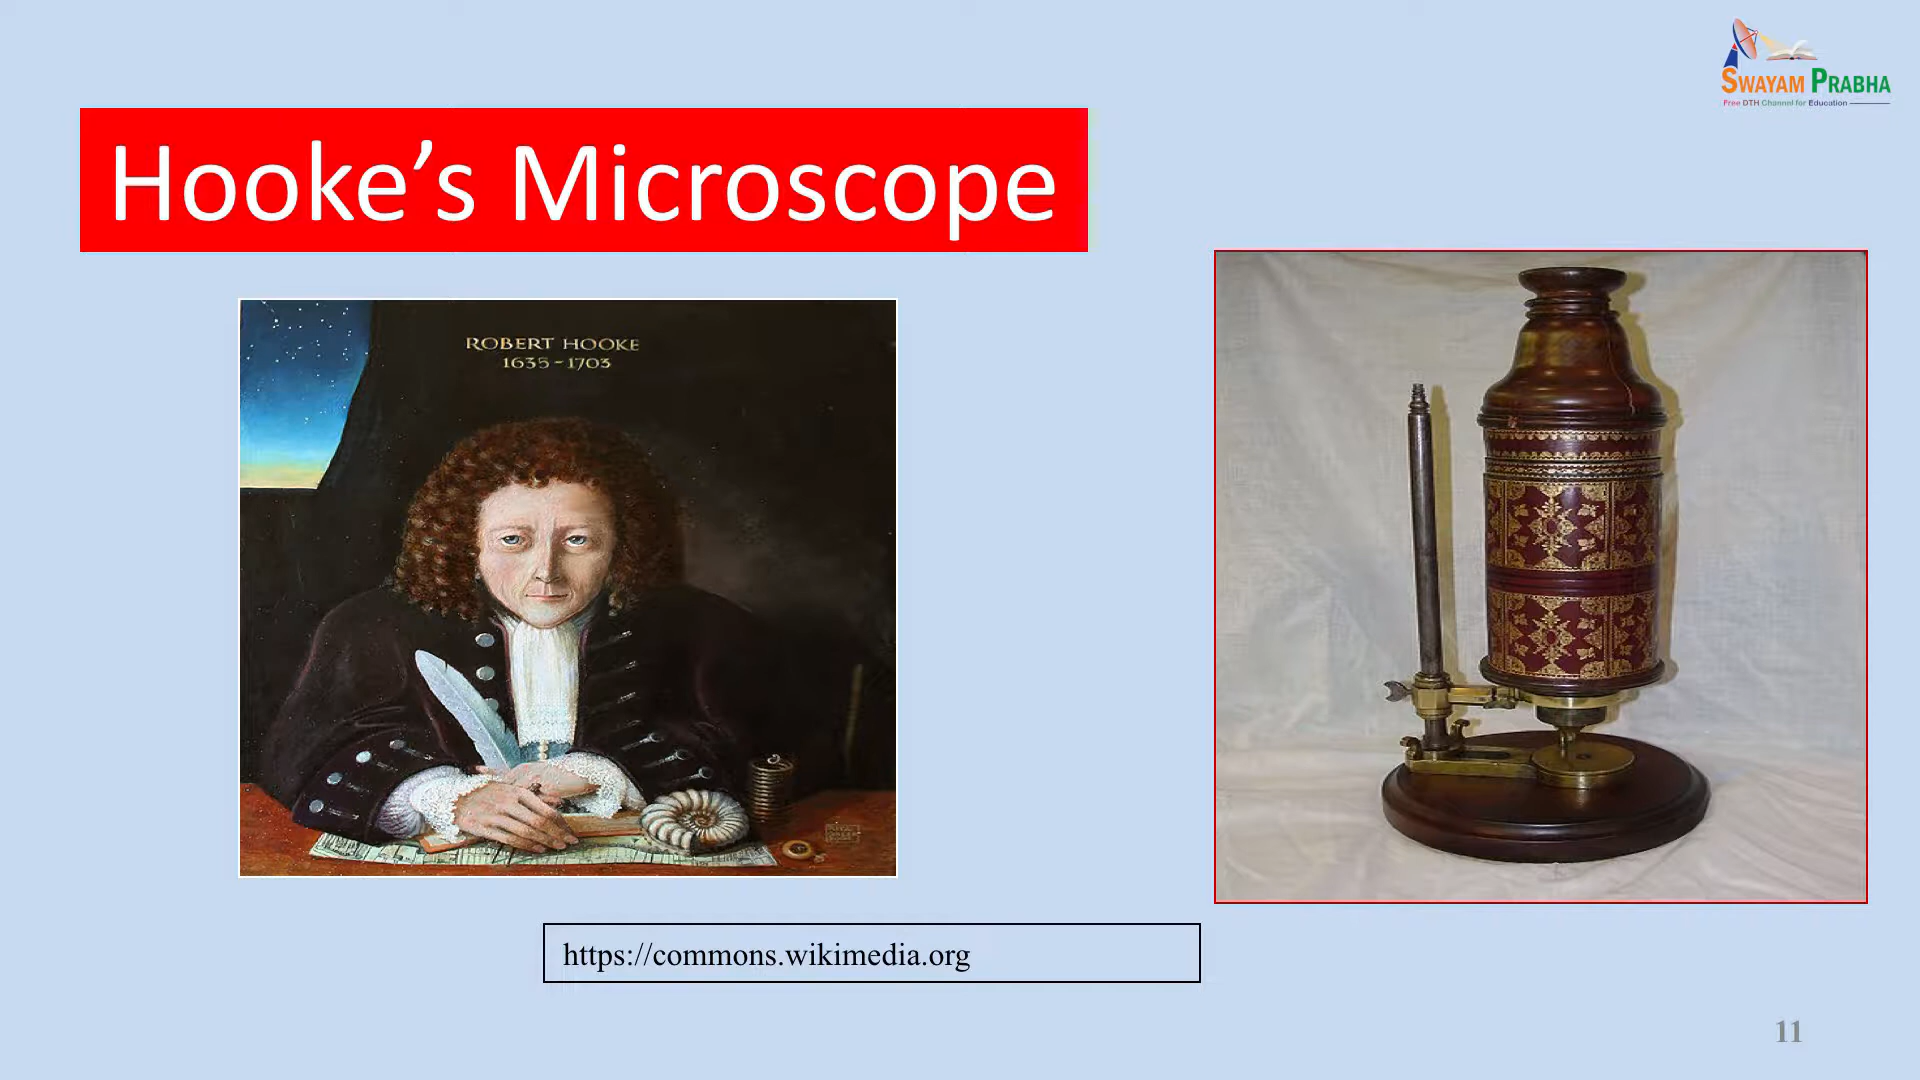 SWAYAM PRABHA
Free DTH Channel for Education
Hooke’s Microscope
ROBERT HOOKE
1635-1703
https://commons.wikimedia.org
11